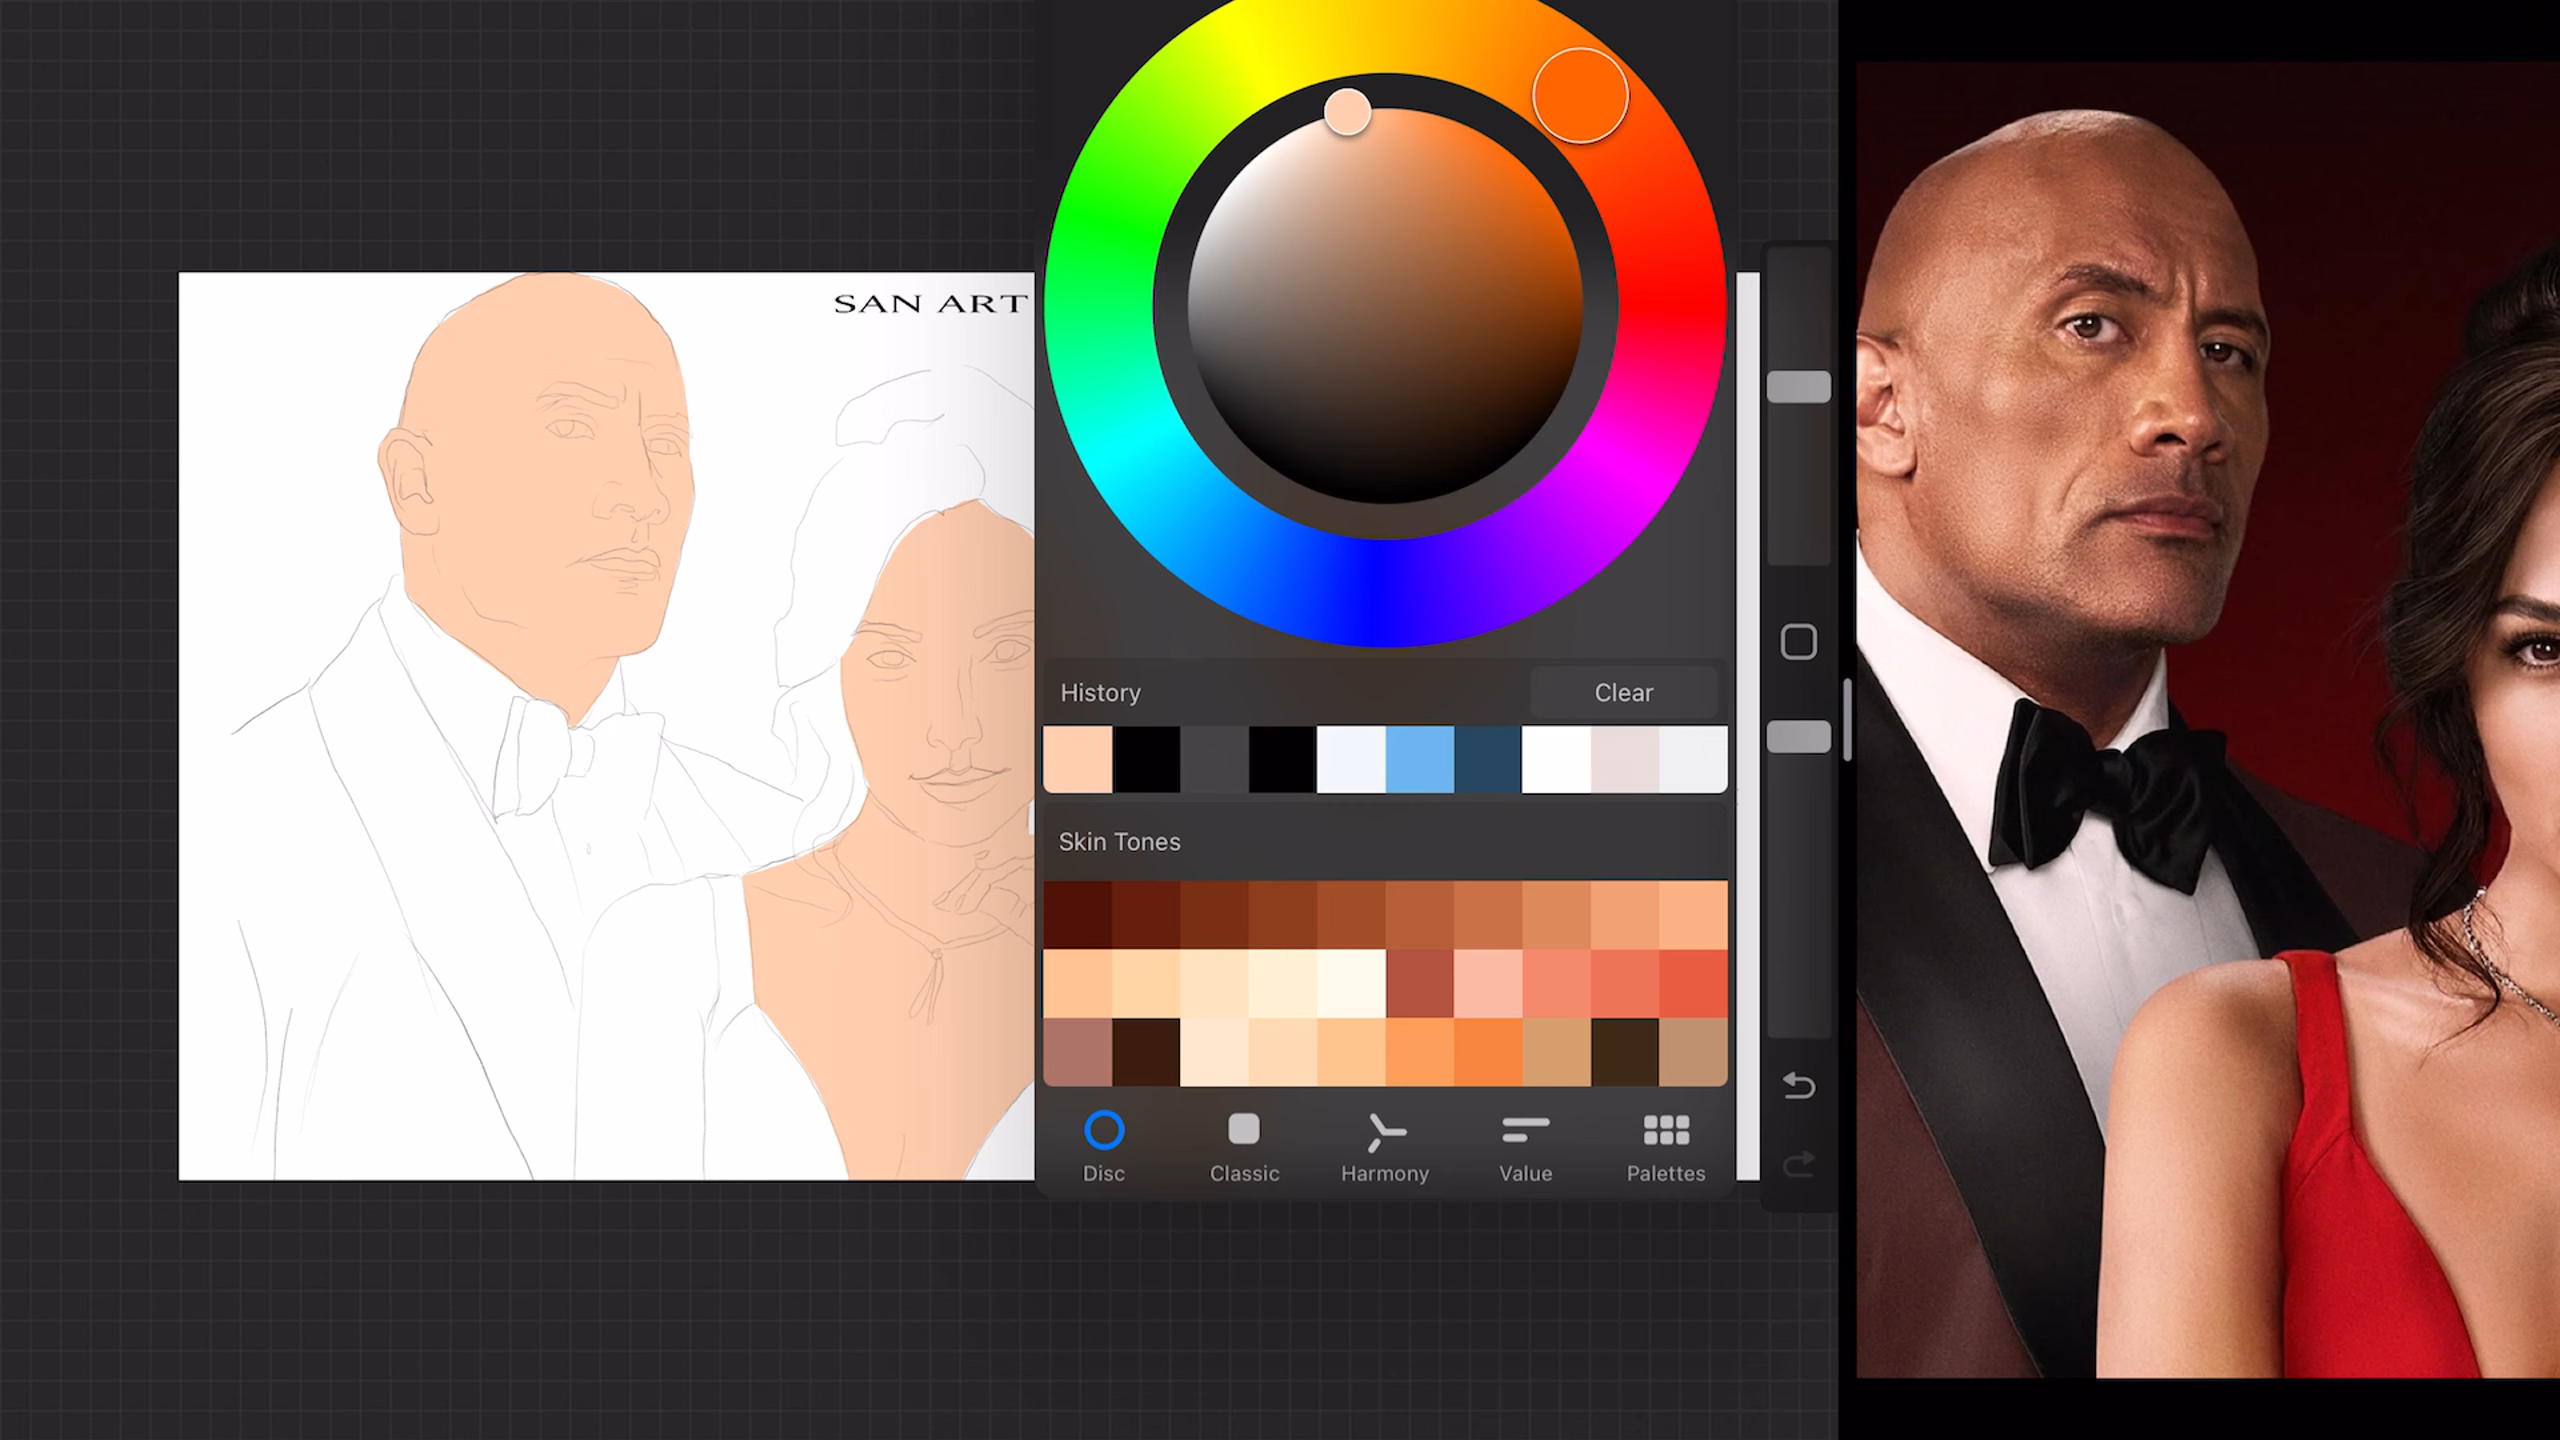 SAN ART
History
Clear
Skin Tones
Disc
Classic
Harmony
Value
Palettes